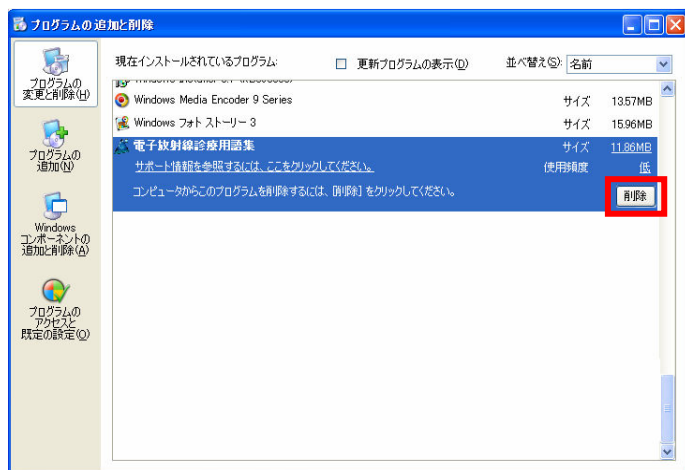 プログラムの追加と削除
プログラムの
変更と削除(H)
プログラムの
追加(N)
Windows
コンポーネントの
追加と削除(A)
プログラムの
アクセスと
既定の設定(O)
現在インストールされているプログラム:
更新プログラムの表示(D)
並べ替え(S): 名前
Windows Media Encoder 9 Series サイズ 13.57MB
Windows フォト ストーリー 3 サイズ 15.96MB
電子放射線診療用語集 サイズ 11.86MB
サポート情報を参照するには、ここをクリックしてください。 使用頻度 低
コンピュータからこのプログラムを削除するには、[削除] をクリックしてください。 削除